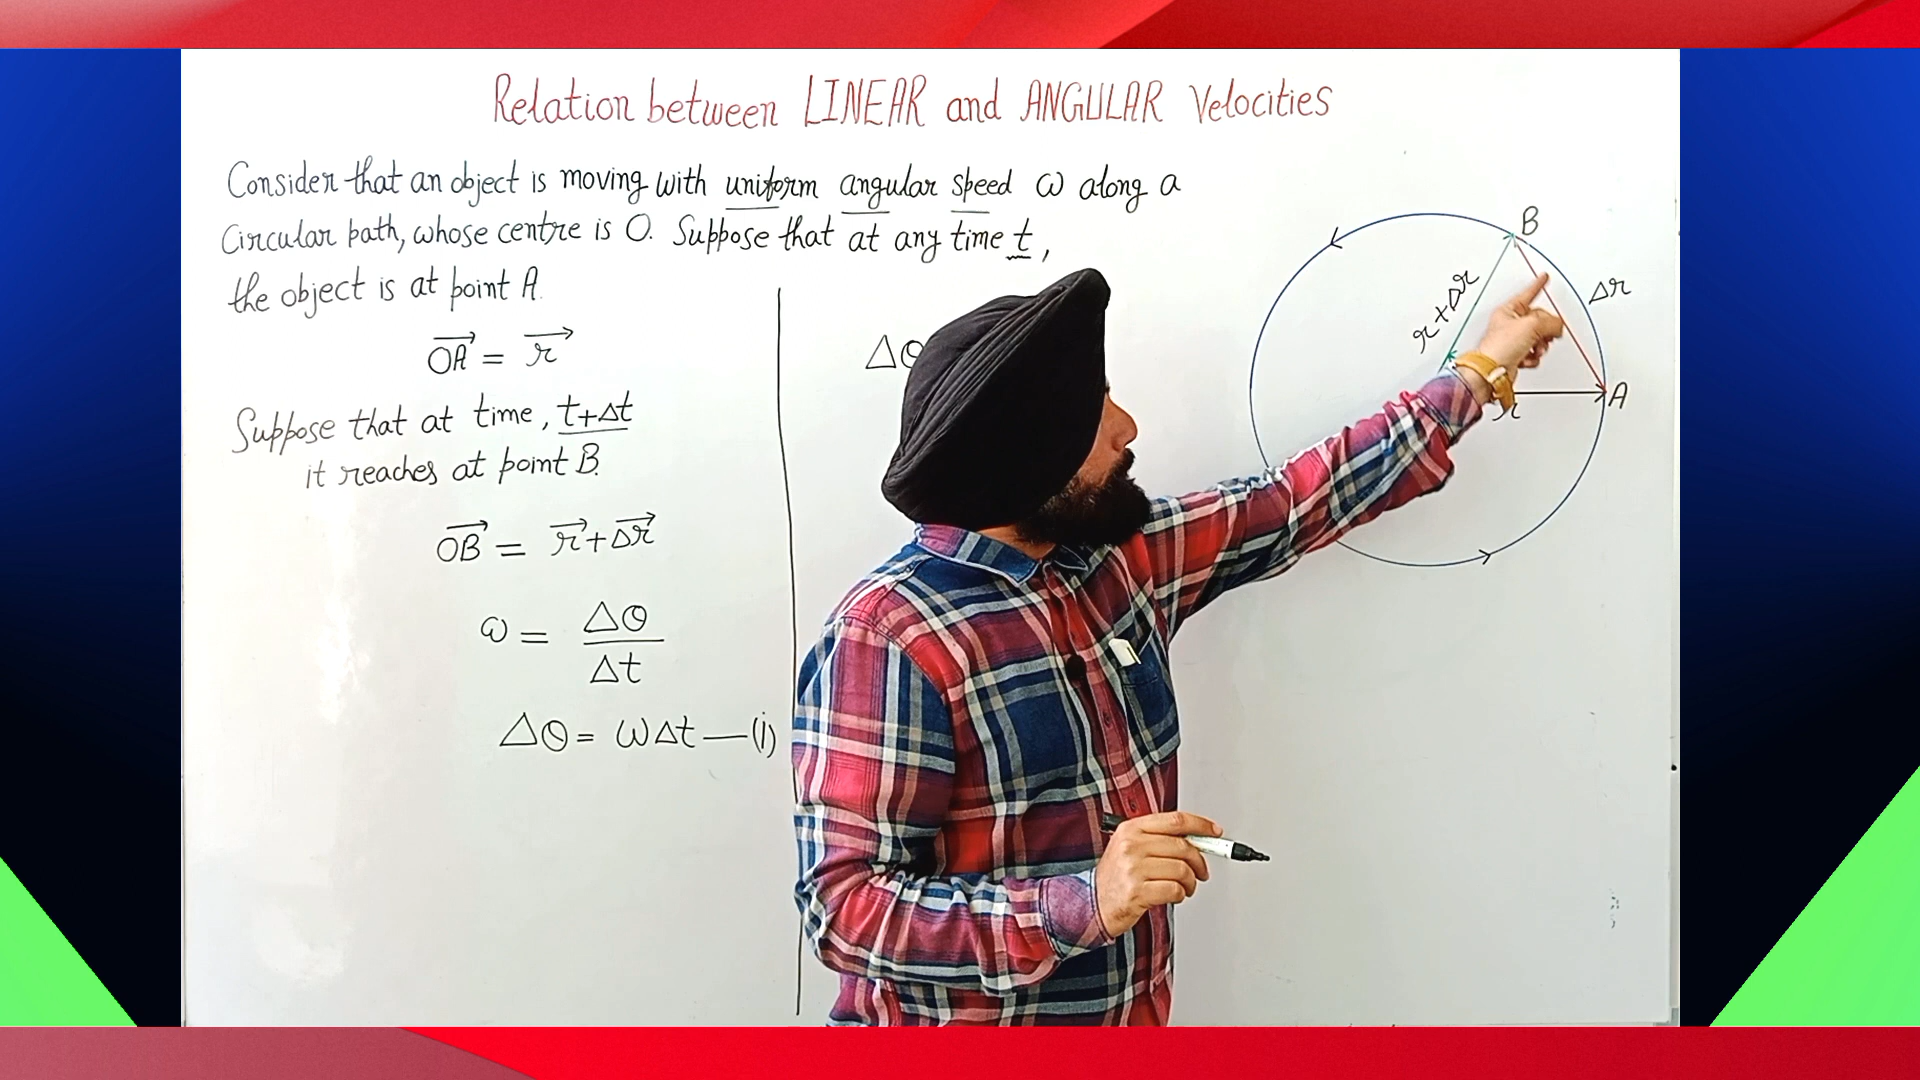 Relation between LINEAR and ANGULAR Velocities
Consider that an object is moving with uniform angular speed ω along a
Circular path, whose centre is O. Suppose that at any time t,
the object is at point A.
OA⃗ = r⃗
Suppose that at time, t+Δt
it reaches at point B.
OB⃗ = r⃗+Δr⃗
ω = Δθ/Δt
Δθ = ωΔt — (i)
Δθ
B
Δr
r+Δr
A
r